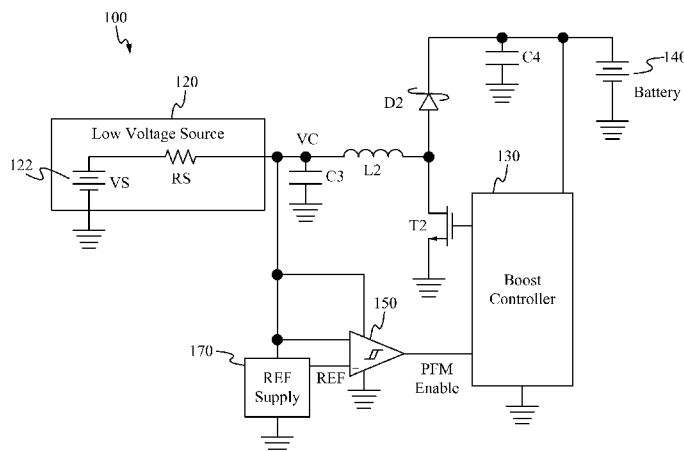 100
120
Low Voltage Source
122
VS
RS
VC
C3
L2
D2
C4
140
Battery
130
T2
Boost
Controller
150
170
REF
Supply
REF
−
PFM
Enable